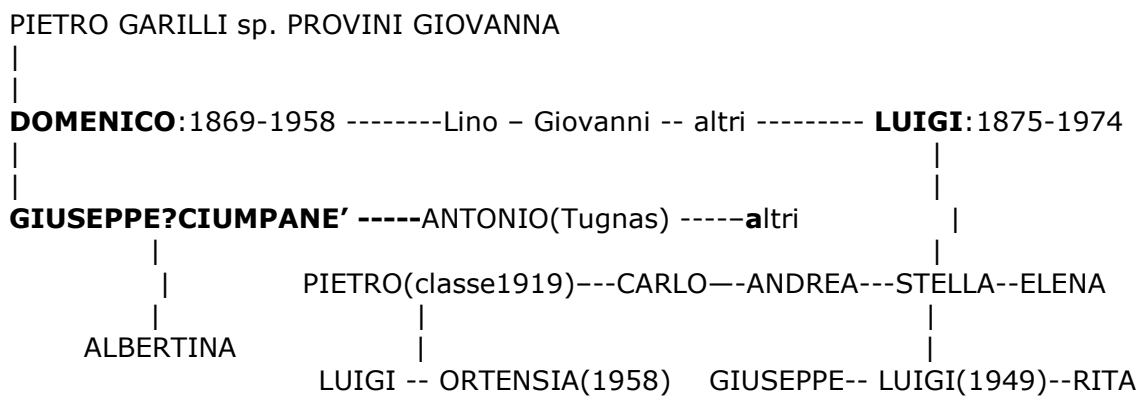 PIETRO GARILLI sp. PROVINI GIOVANNA
|
|
DOMENICO:1869-1958 --------Lino – Giovanni -- altri --------- LUIGI:1875-1974
| |
| |
GIUSEPPE?CIUMPANE’ -----ANTONIO(Tugnas) -----–altri |
| |
| PIETRO(classe1919)–---CARLO—-ANDREA---STELLA--ELENA
| | |
ALBERTINA | |
LUIGI -- ORTENSIA(1958) GIUSEPPE-- LUIGI(1949)--RITA